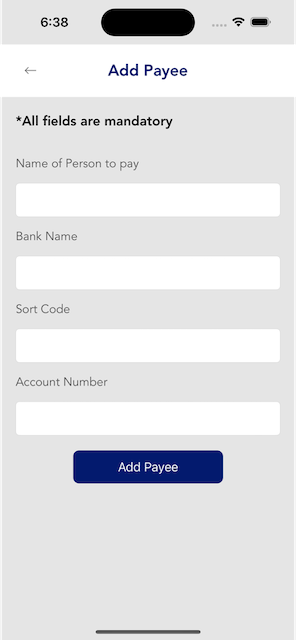 6:38
Add Payee
*All fields are mandatory
Name of Person to pay
Bank Name
Sort Code
Account Number
Add Payee